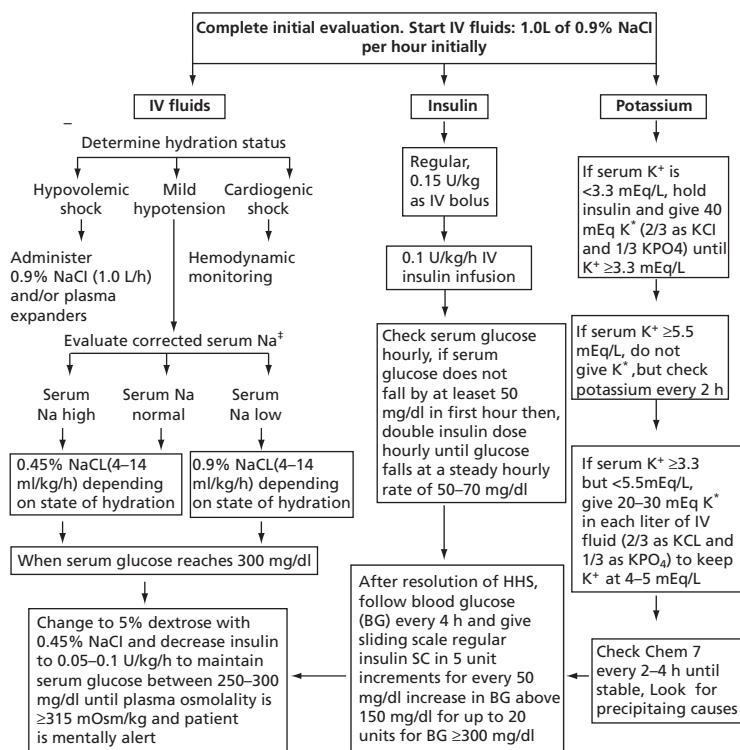 Complete initial evaluation. Start IV fluids: 1.0L of 0.9% NaCI
per hour initially
IV fluids
Insulin
Potassium
Determine hydration status
Hypovolemic
shock
Mild
hypotension
Cardiogenic
shock
Administer
0.9% NaCI (1.0 L/h)
and/or plasma
expanders
Hemodynamic
monitoring
Evaluate corrected serum Na‡
Serum
Na high
Serum Na
normal
Serum
Na low
0.45% NaCL(4–14
ml/kg/h) depending
on state of hydration
0.9% NaCL(4–14
ml/kg/h) depending
on state of hydration
When serum glucose reaches 300 mg/dl
Change to 5% dextrose with
0.45% NaCI and decrease insulin
to 0.05–0.1 U/kg/h to maintain
serum glucose between 250–300
mg/dl until plasma osmolality is
≥315 mOsm/kg and patient
is mentally alert
Regular,
0.15 U/kg
as IV bolus
0.1 U/kg/h IV
insulin infusion
Check serum glucose
hourly, if serum
glucose does not
fall by at leaset 50
mg/dl in first hour then,
double insulin dose
hourly until glucose
falls at a steady hourly
rate of 50–70 mg/dl
After resolution of HHS,
follow blood glucose
(BG) every 4 h and give
sliding scale regular
insulin SC in 5 unit
increments for every 50
mg/dl increase in BG above
150 mg/dl for up to 20
units for BG ≥300 mg/dl
If serum K⁺ is
<3.3 mEq/L, hold
insulin and give 40
mEq K* (2/3 as KCI
and 1/3 KPO4) until
K⁺ ≥3.3 mEq/L
If serum K⁺ ≥5.5
mEq/L, do not
give K* ,but check
potassium every 2 h
If serum K⁺ ≥3.3
but <5.5mEq/L,
give 20–30 mEq K*
in each liter of IV
fluid (2/3 as KCL and
1/3 as KPO₄) to keep
K⁺ at 4–5 mEq/L
Check Chem 7
every 2–4 h until
stable, Look for
precipitaing causes